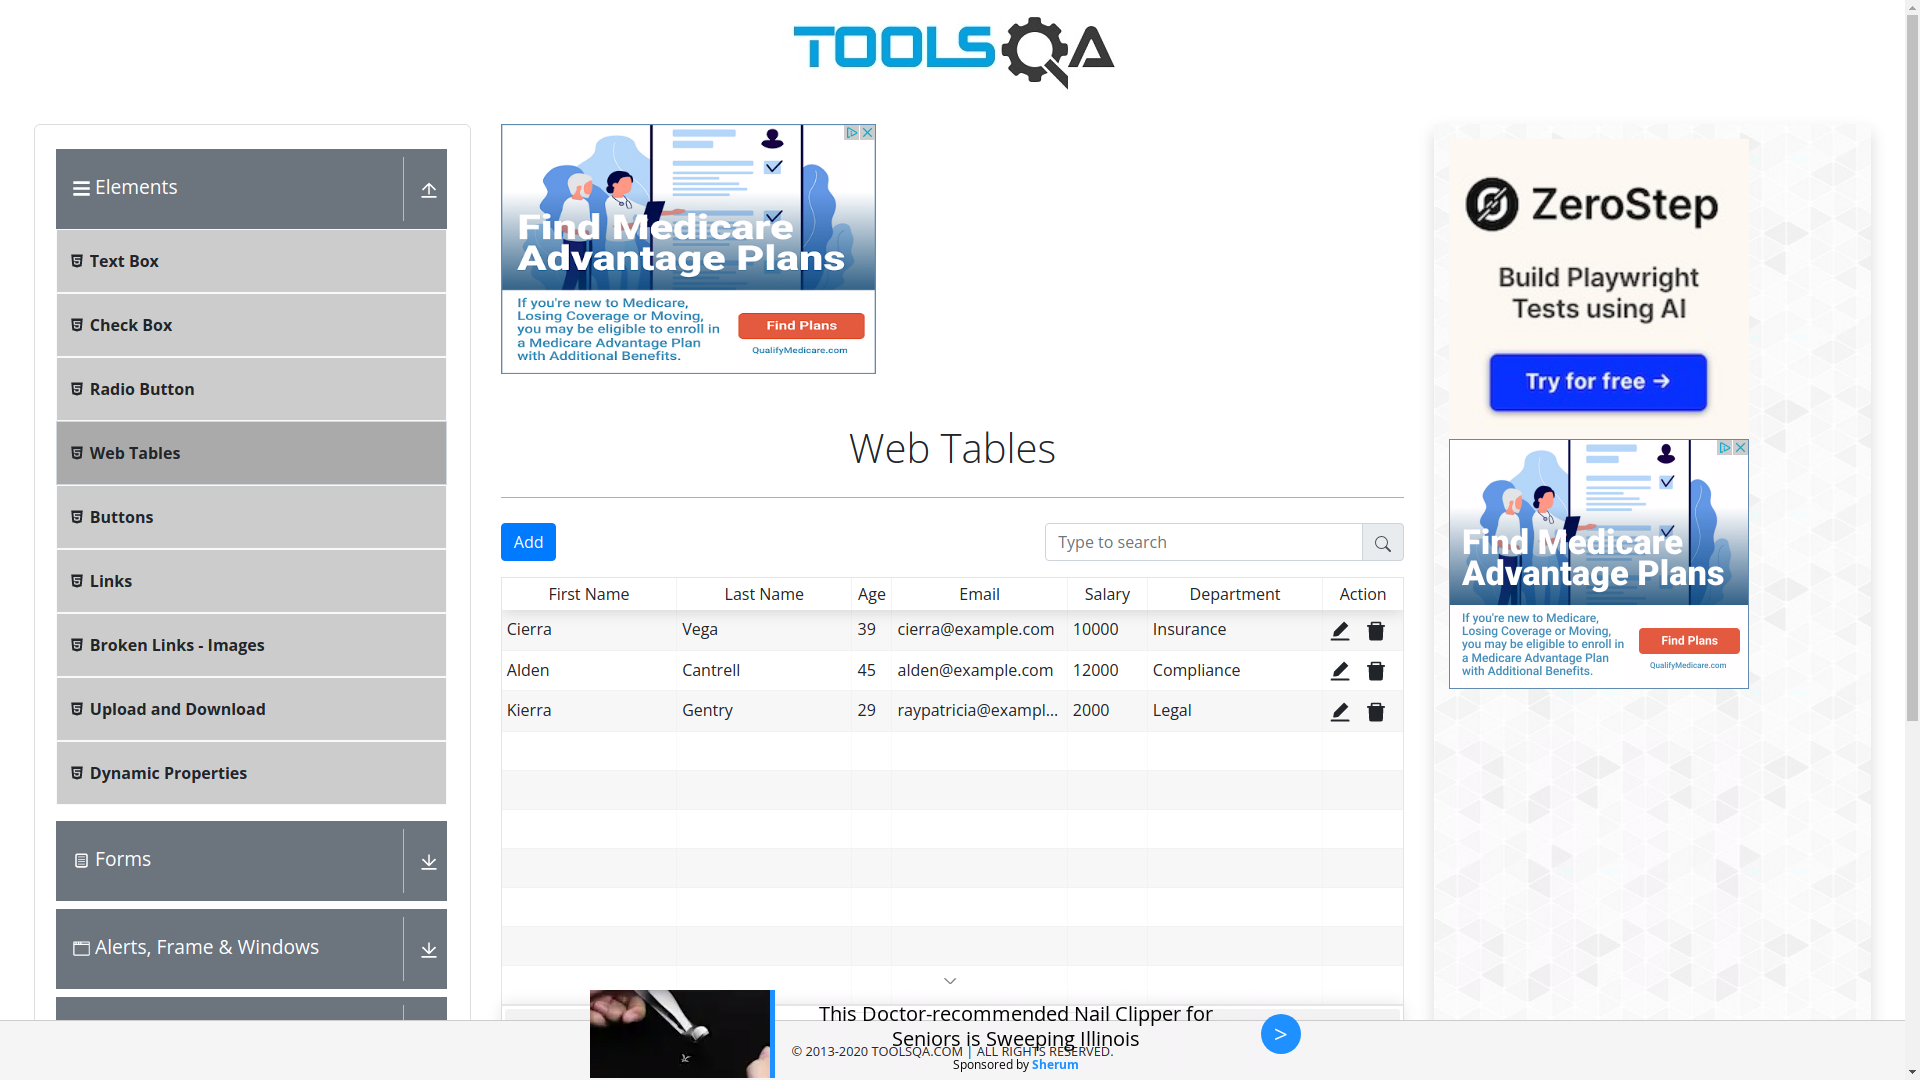 TOOLSQA
Elements
Text Box
Check Box
Radio Button
Web Tables
Buttons
Links
Broken Links - Images
Upload and Download
Dynamic Properties
Forms
Alerts, Frame & Windows
Find Medicare
Advantage Plans
If you're new to Medicare,
Losing Coverage or Moving,
you may be eligible to enroll in
a Medicare Advantage Plan
with Additional Benefits.
Find Plans
QualifyMedicare.com
Web Tables
Add
Type to search
First Name Last Name Age Email Salary Department Action
Cierra Vega 39 cierra@example.com 10000 Insurance
Alden Cantrell 45 alden@example.com 12000 Compliance
Kierra Gentry 29 raypatricia@exampl... 2000 Legal
ZeroStep
Build Playwright
Tests using AI
Try for free →
Find Medicare
Advantage Plans
If you're new to Medicare,
Losing Coverage or Moving,
you may be eligible to enroll in
a Medicare Advantage Plan
with Additional Benefits.
Find Plans
QualifyMedicare.com
This Doctor-recommended Nail Clipper for
Seniors is Sweeping Illinois
>
© 2013-2020 TOOLSQA.COM | ALL RIGHTS RESERVED.
Sponsored by Sherum